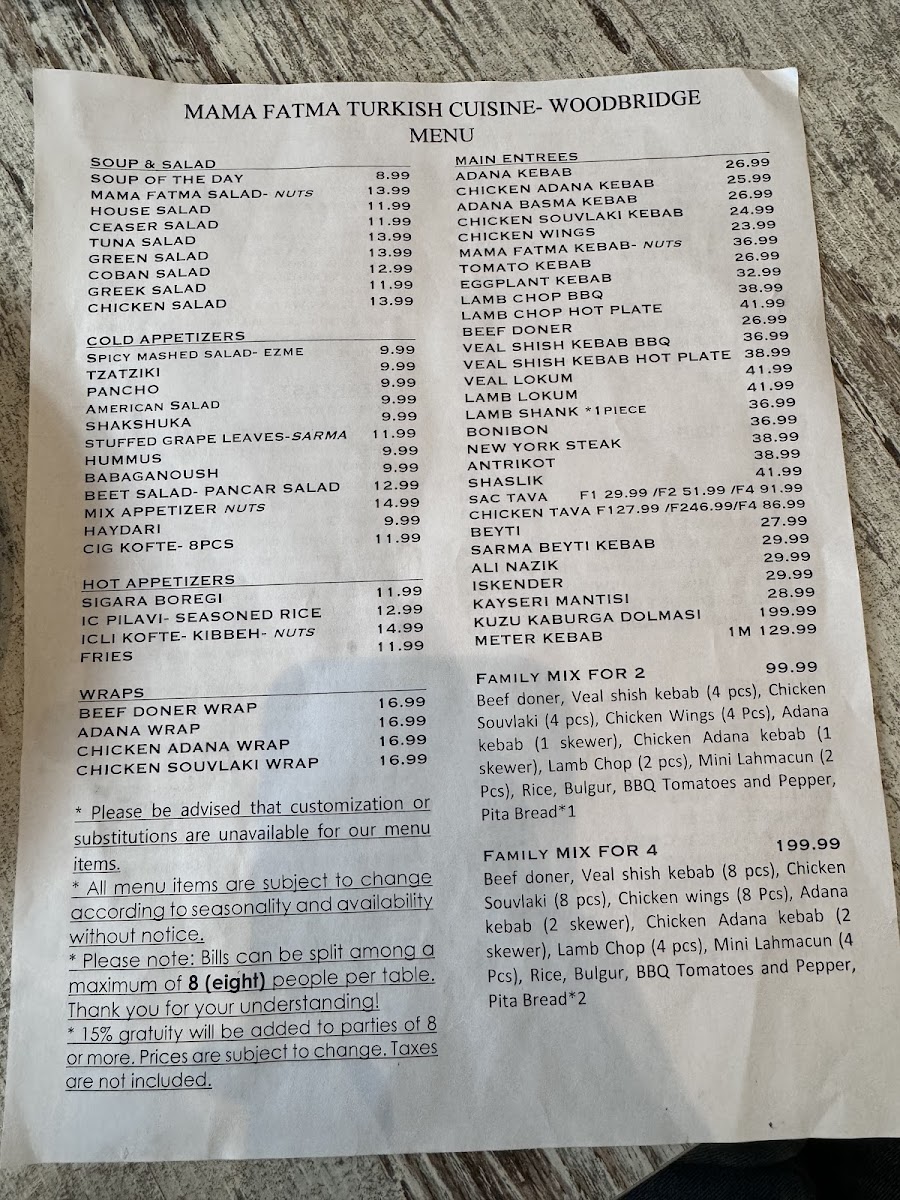 MAMA FATMA TURKISH CUISINE- WOODBRIDGE
MENU
SOUP & SALAD
SOUP OF THE DAY 8.99
MAMA FATMA SALAD- NUTS 13.99
HOUSE SALAD 11.99
CEASER SALAD 11.99
TUNA SALAD 13.99
GREEN SALAD 13.99
COBAN SALAD 12.99
GREEK SALAD 11.99
CHICKEN SALAD 13.99
COLD APPETIZERS
SPICY MASHED SALAD- EZME 9.99
TZATZIKI 9.99
PANCHO 9.99
AMERICAN SALAD 9.99
SHAKSHUKA 9.99
STUFFED GRAPE LEAVES-SARMA 11.99
HUMMUS 9.99
BABAGANOUSH 9.99
BEET SALAD- PANCAR SALAD 12.99
MIX APPETIZER NUTS 14.99
HAYDARI 9.99
CIG KOFTE- 8PCS 11.99
HOT APPETIZERS
SIGARA BOREGI 11.99
IC PILAVI- SEASONED RICE 12.99
ICLI KOFTE- KIBBEH- NUTS 14.99
FRIES 11.99
WRAPS
BEEF DONER WRAP 16.99
ADANA WRAP 16.99
CHICKEN ADANA WRAP 16.99
CHICKEN SOUVLAKI WRAP 16.99
* Please be advised that customization or
substitutions are unavailable for our menu
items.
* All menu items are subject to change
according to seasonality and availability
without notice.
* Please note: Bills can be split among a
maximum of 8 (eight) people per table.
Thank you for your understanding!
* 15% gratuity will be added to parties of 8
or more. Prices are subject to change. Taxes
are not included.
MAIN ENTREES
ADANA KEBAB 26.99
CHICKEN ADANA KEBAB 25.99
ADANA BASMA KEBAB 26.99
CHICKEN SOUVLAKI KEBAB 24.99
CHICKEN WINGS 23.99
MAMA FATMA KEBAB- NUTS 36.99
TOMATO KEBAB 26.99
EGGPLANT KEBAB 32.99
LAMB CHOP BBQ 38.99
LAMB CHOP HOT PLATE 41.99
BEEF DONER 26.99
VEAL SHISH KEBAB BBQ 36.99
VEAL SHISH KEBAB HOT PLATE 38.99
VEAL LOKUM 41.99
LAMB LOKUM 41.99
LAMB SHANK *1PIECE 36.99
BONIBON 36.99
NEW YORK STEAK 38.99
ANTRIKOT 38.99
SHASLIK 41.99
SAC TAVA F1 29.99 /F2 51.99 /F4 91.99
CHICKEN TAVA F127.99 /F246.99/F4 86.99
BEYTI 27.99
SARMA BEYTI KEBAB 29.99
ALI NAZIK 29.99
ISKENDER 29.99
KAYSERI MANTISI 28.99
KUZU KABURGA DOLMASI 199.99
METER KEBAB 1M 129.99
FAMILY MIX FOR 2 99.99
Beef doner, Veal shish kebab (4 pcs), Chicken
Souvlaki (4 pcs), Chicken Wings (4 Pcs), Adana
kebab (1 skewer), Chicken Adana kebab (1
skewer), Lamb Chop (2 pcs), Mini Lahmacun (2
Pcs), Rice, Bulgur, BBQ Tomatoes and Pepper,
Pita Bread*1
FAMILY MIX FOR 4 199.99
Beef doner, Veal shish kebab (8 pcs), Chicken
Souvlaki (8 pcs), Chicken wings (8 Pcs), Adana
kebab (2 skewer), Chicken Adana kebab (2
skewer), Lamb Chop (4 pcs), Mini Lahmacun (4
Pcs), Rice, Bulgur, BBQ Tomatoes and Pepper,
Pita Bread*2